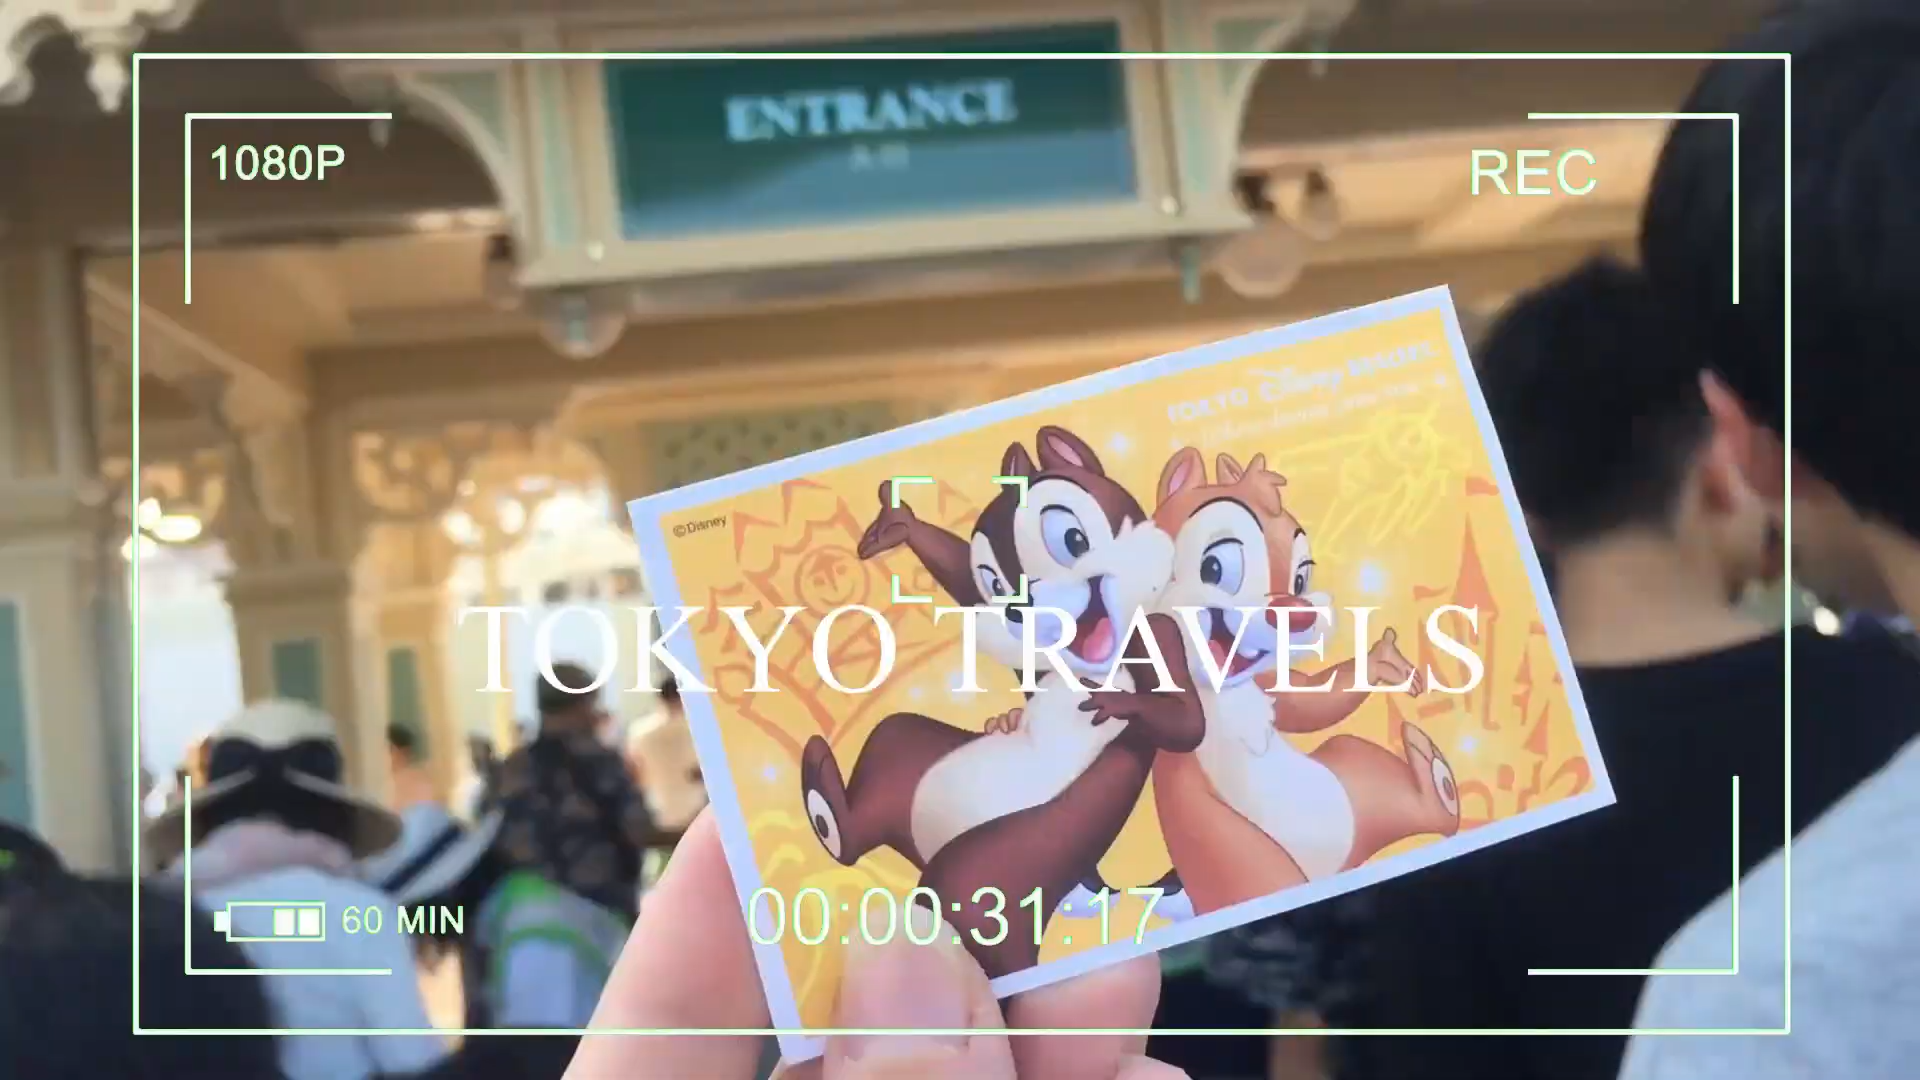 ENTRANCE
1080P
REC
TOKYO Disney RESORT
©Disney
TOKYO TRAVELS
60 MIN
00:00:31:17